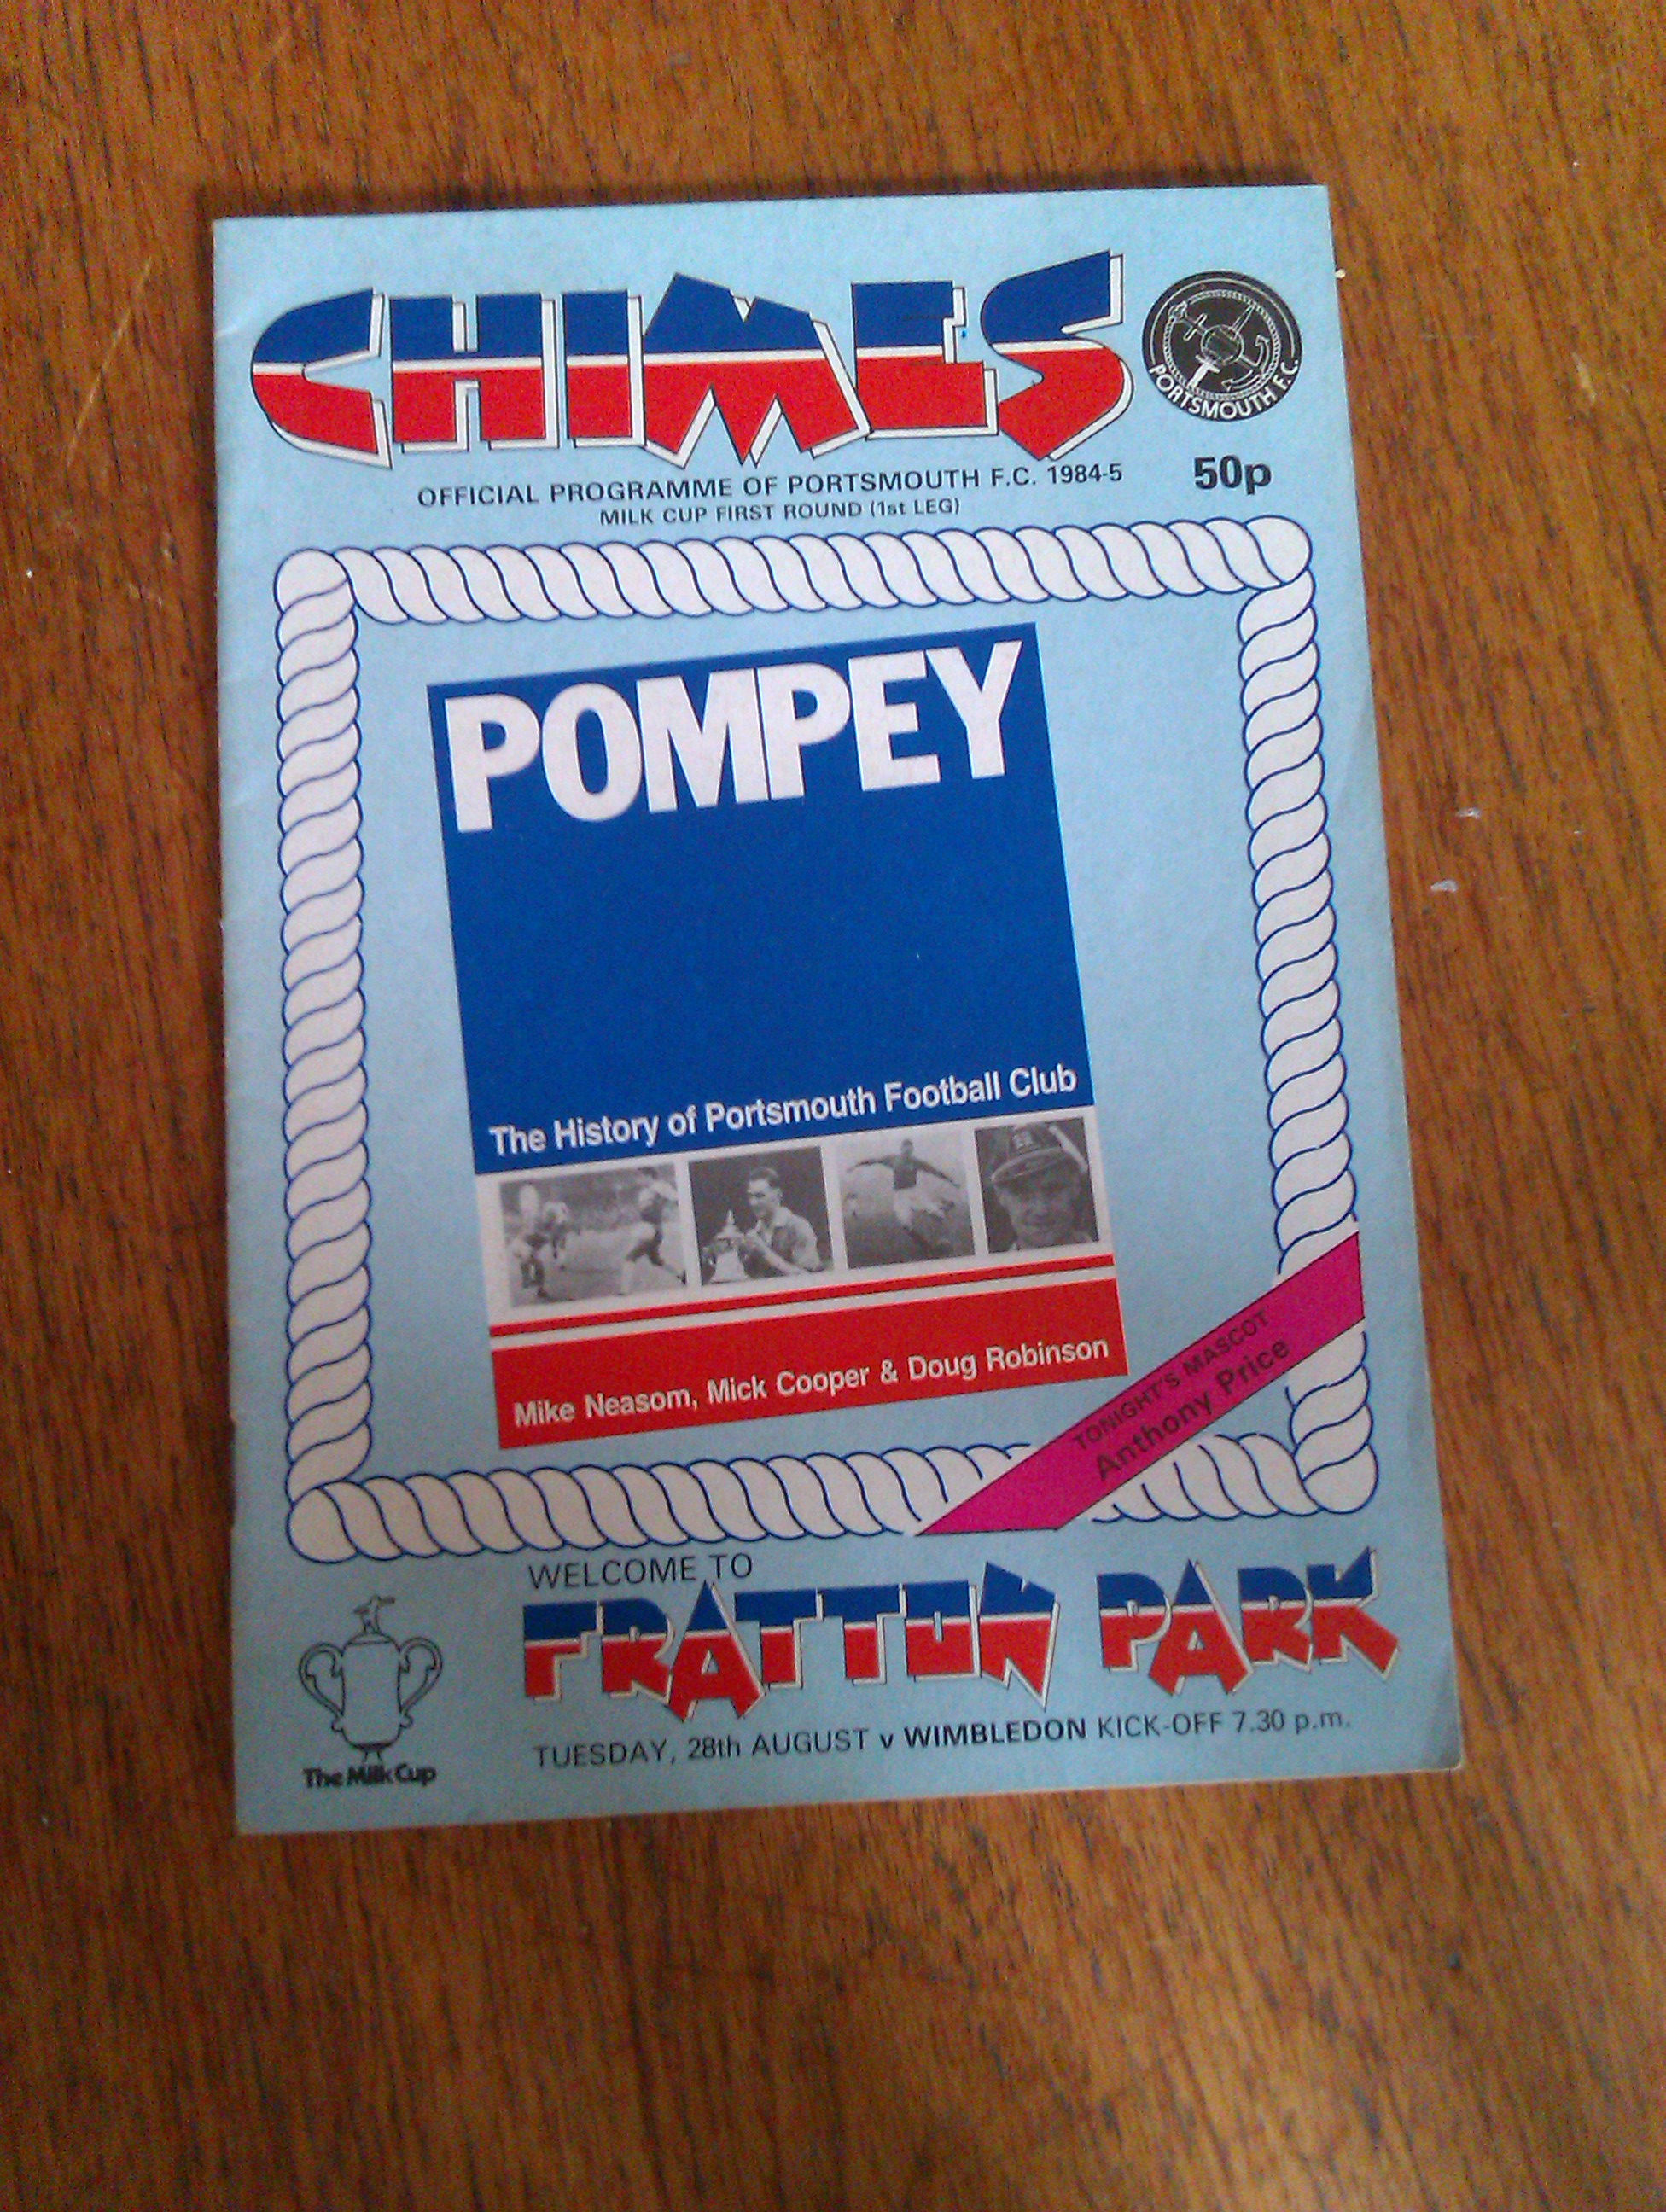 CHIMES
PORTSMOUTH F.C.
OFFICIAL PROGRAMME OF PORTSMOUTH F.C. 1984-5
50p
MILK CUP FIRST ROUND (1st LEG)
POMPEY
The History of Portsmouth Football Club
Mike Neasom, Mick Cooper & Doug Robinson
TONIGHT'S MASCOT
Anthony Price
WELCOME TO
FRATTON PARK
TUESDAY, 28th AUGUST v WIMBLEDON KICK-OFF 7.30 p.m.
The Milk Cup